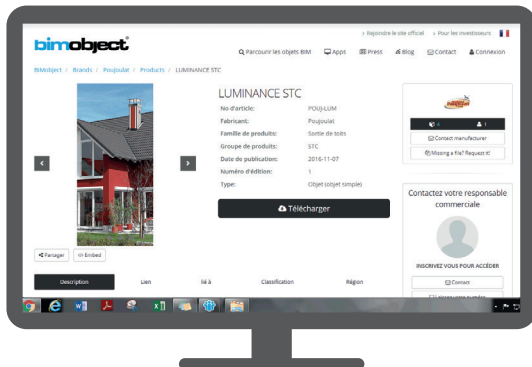 > Rejoindre le site officiel > Pour les investisseurs
bimobject
Parcourir les objets BIM Apps Press Blog Contact Connexion
BIMobject / Brands / Poujoulat / Products / LUMINANCE STC
LUMINANCE STC
No d'article: POUJ-LUM
Fabricant: Poujoulat
Famille de produits: Sortie de toits
Groupe de produits: STC
Date de publication: 2016-11-07
Numéro d'édition: 1
Type: Objet (objet simple)
Télécharger
Partager Embed
Description Lien lié à Classification Région
Poujoulat
4 1
Contact manufacturer
Missing a file? Request it!
Contactez votre responsable
commerciale
INSCRIVEZ VOUS POUR ACCÉDER
Contact